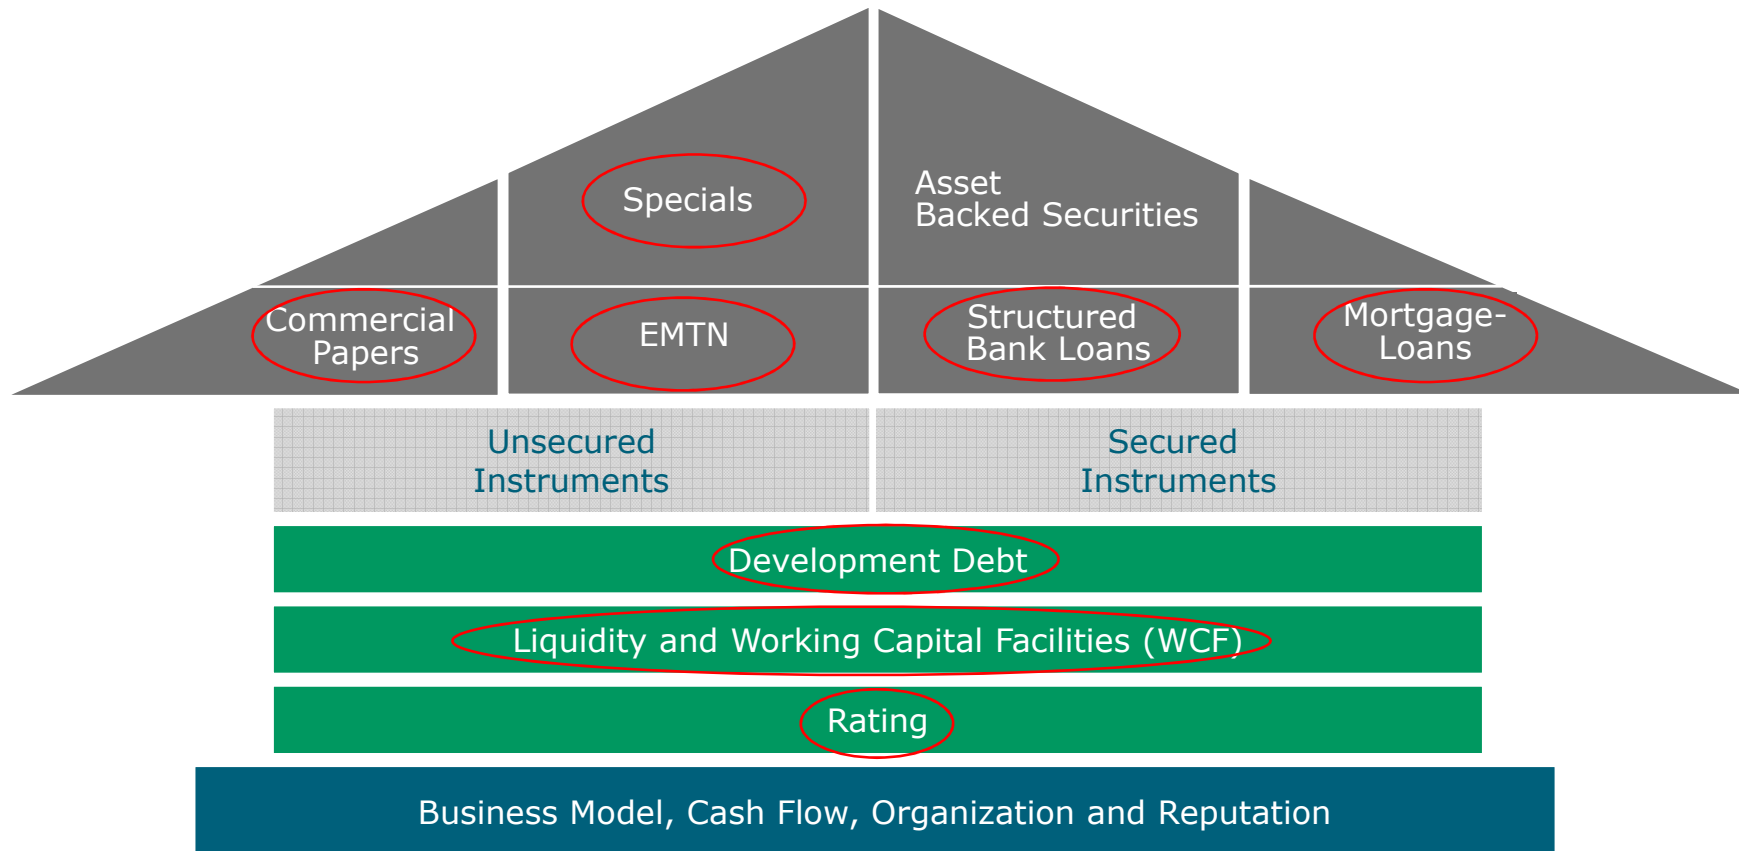 Specials
Asset
Backed Securities
Commercial
Papers
EMTN
Structured
Bank Loans
Mortgage-
Loans
Unsecured
Instruments
Secured
Instruments
Development Debt
Liquidity and Working Capital Facilities (WCF)
Rating
Business Model, Cash Flow, Organization and Reputation